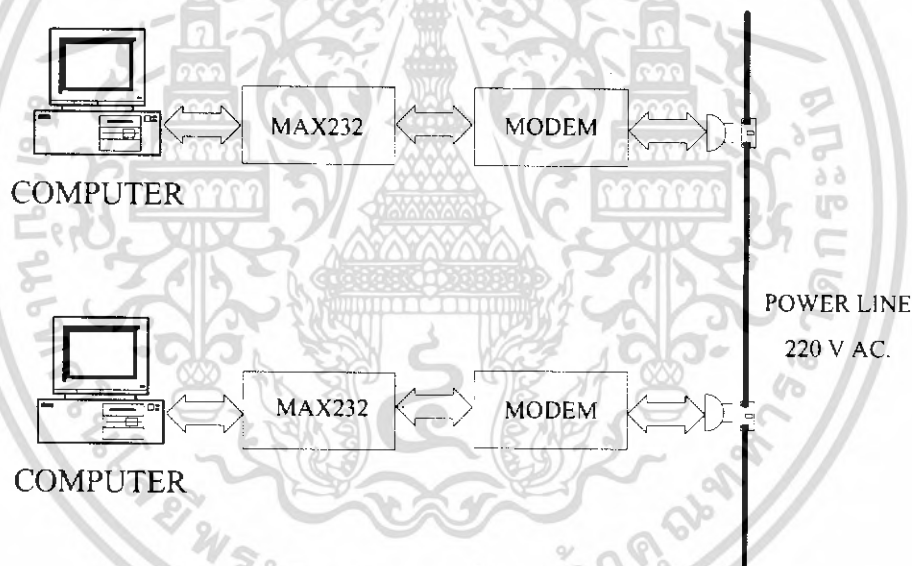 MAX232
MODEM
COMPUTER
POWER LINE
220 V AC.
MAX232
MODEM
COMPUTER